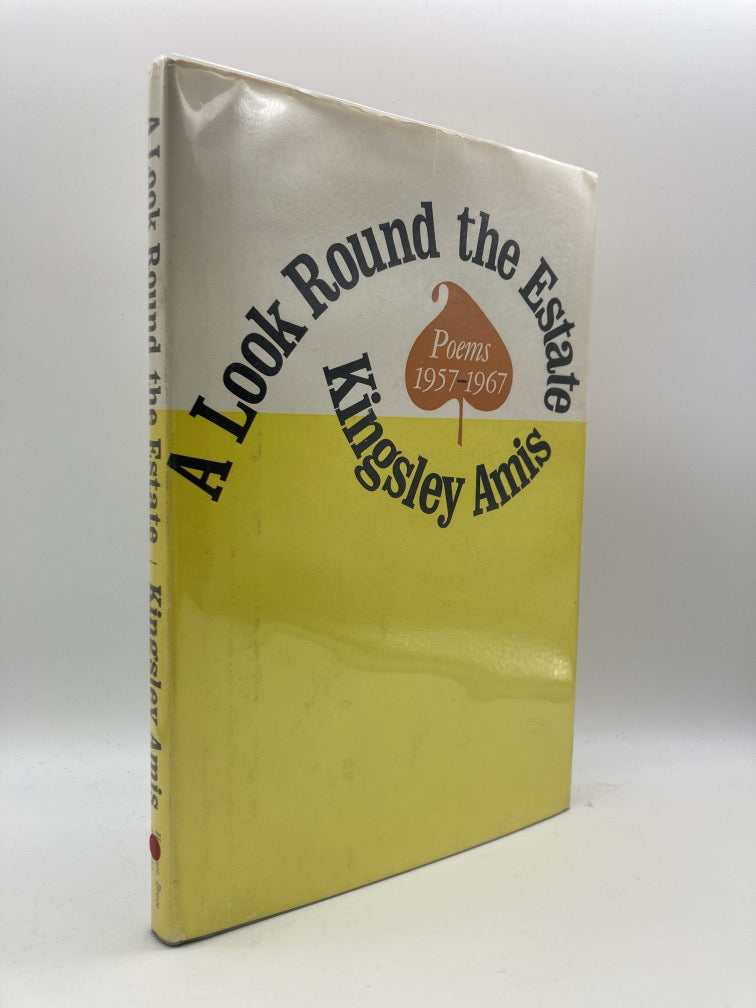 A Look Round the Estate
Poems
1957-1967
Kingsley Amis
A Look Round the Estate | Kingsley Amis